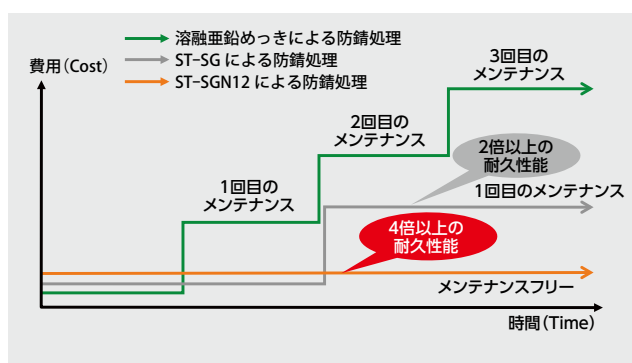 溶融亜鉛めっきによる防錆処理
ST-SG による防錆処理
ST-SGN12 による防錆処理
費用(Cost)
3回目の
メンテナンス
2回目の
メンテナンス
2倍以上の
耐久性能
1回目の
メンテナンス
1回目のメンテナンス
4倍以上の
耐久性能
メンテナンスフリー
時間(Time)